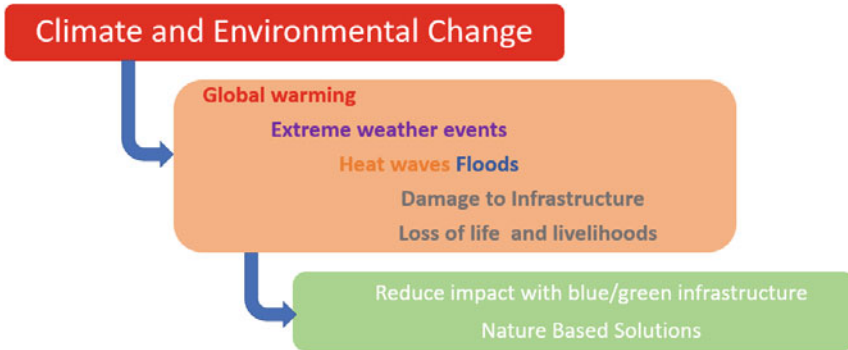 Climate and Environmental Change
Global warming
Extreme weather events
Heat waves Floods
Damage to Infrastructure
Loss of life and livelihoods
Reduce impact with blue/green infrastructure
Nature Based Solutions